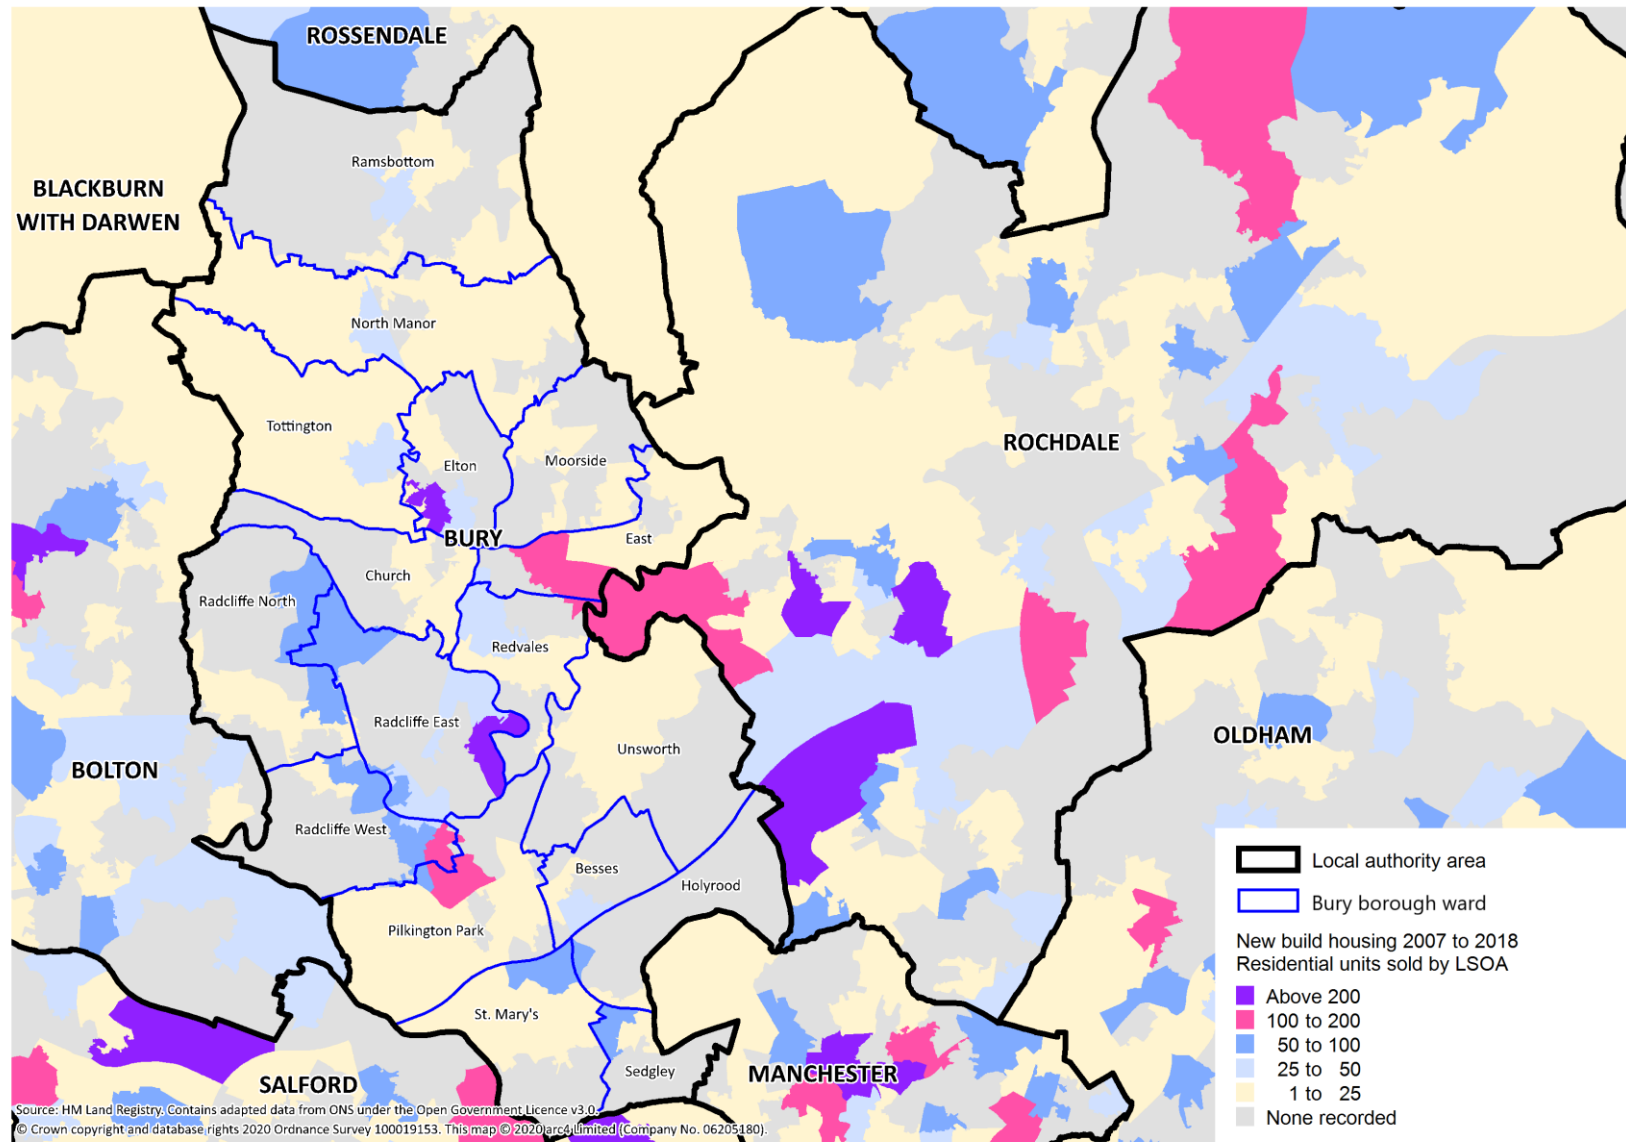 ROSSENDALE
Ramsbottom
BLACKBURN
WITH DARWEN
North Manor
Tottington
ROCHDALE
Elton
Moorside
BURY
East
Church
Radcliffe North
Redvales
Radcliffe East
OLDHAM
Unsworth
BOLTON
Radcliffe West
Besses
Holyrood
Pilkington Park
St. Mary's
Sedgley
MANCHESTER
SALFORD
Local authority area
Bury borough ward
New build housing 2007 to 2018
Residential units sold by LSOA
Above 200
100 to 200
50 to 100
25 to 50
1 to 25
None recorded
Source: HM Land Registry. Contains adapted data from ONS under the Open Government Licence v3.0.
© Crown copyright and database rights 2020 Ordnance Survey 100019153. This map © 2020 arc4 Limited (Company No. 06205180).